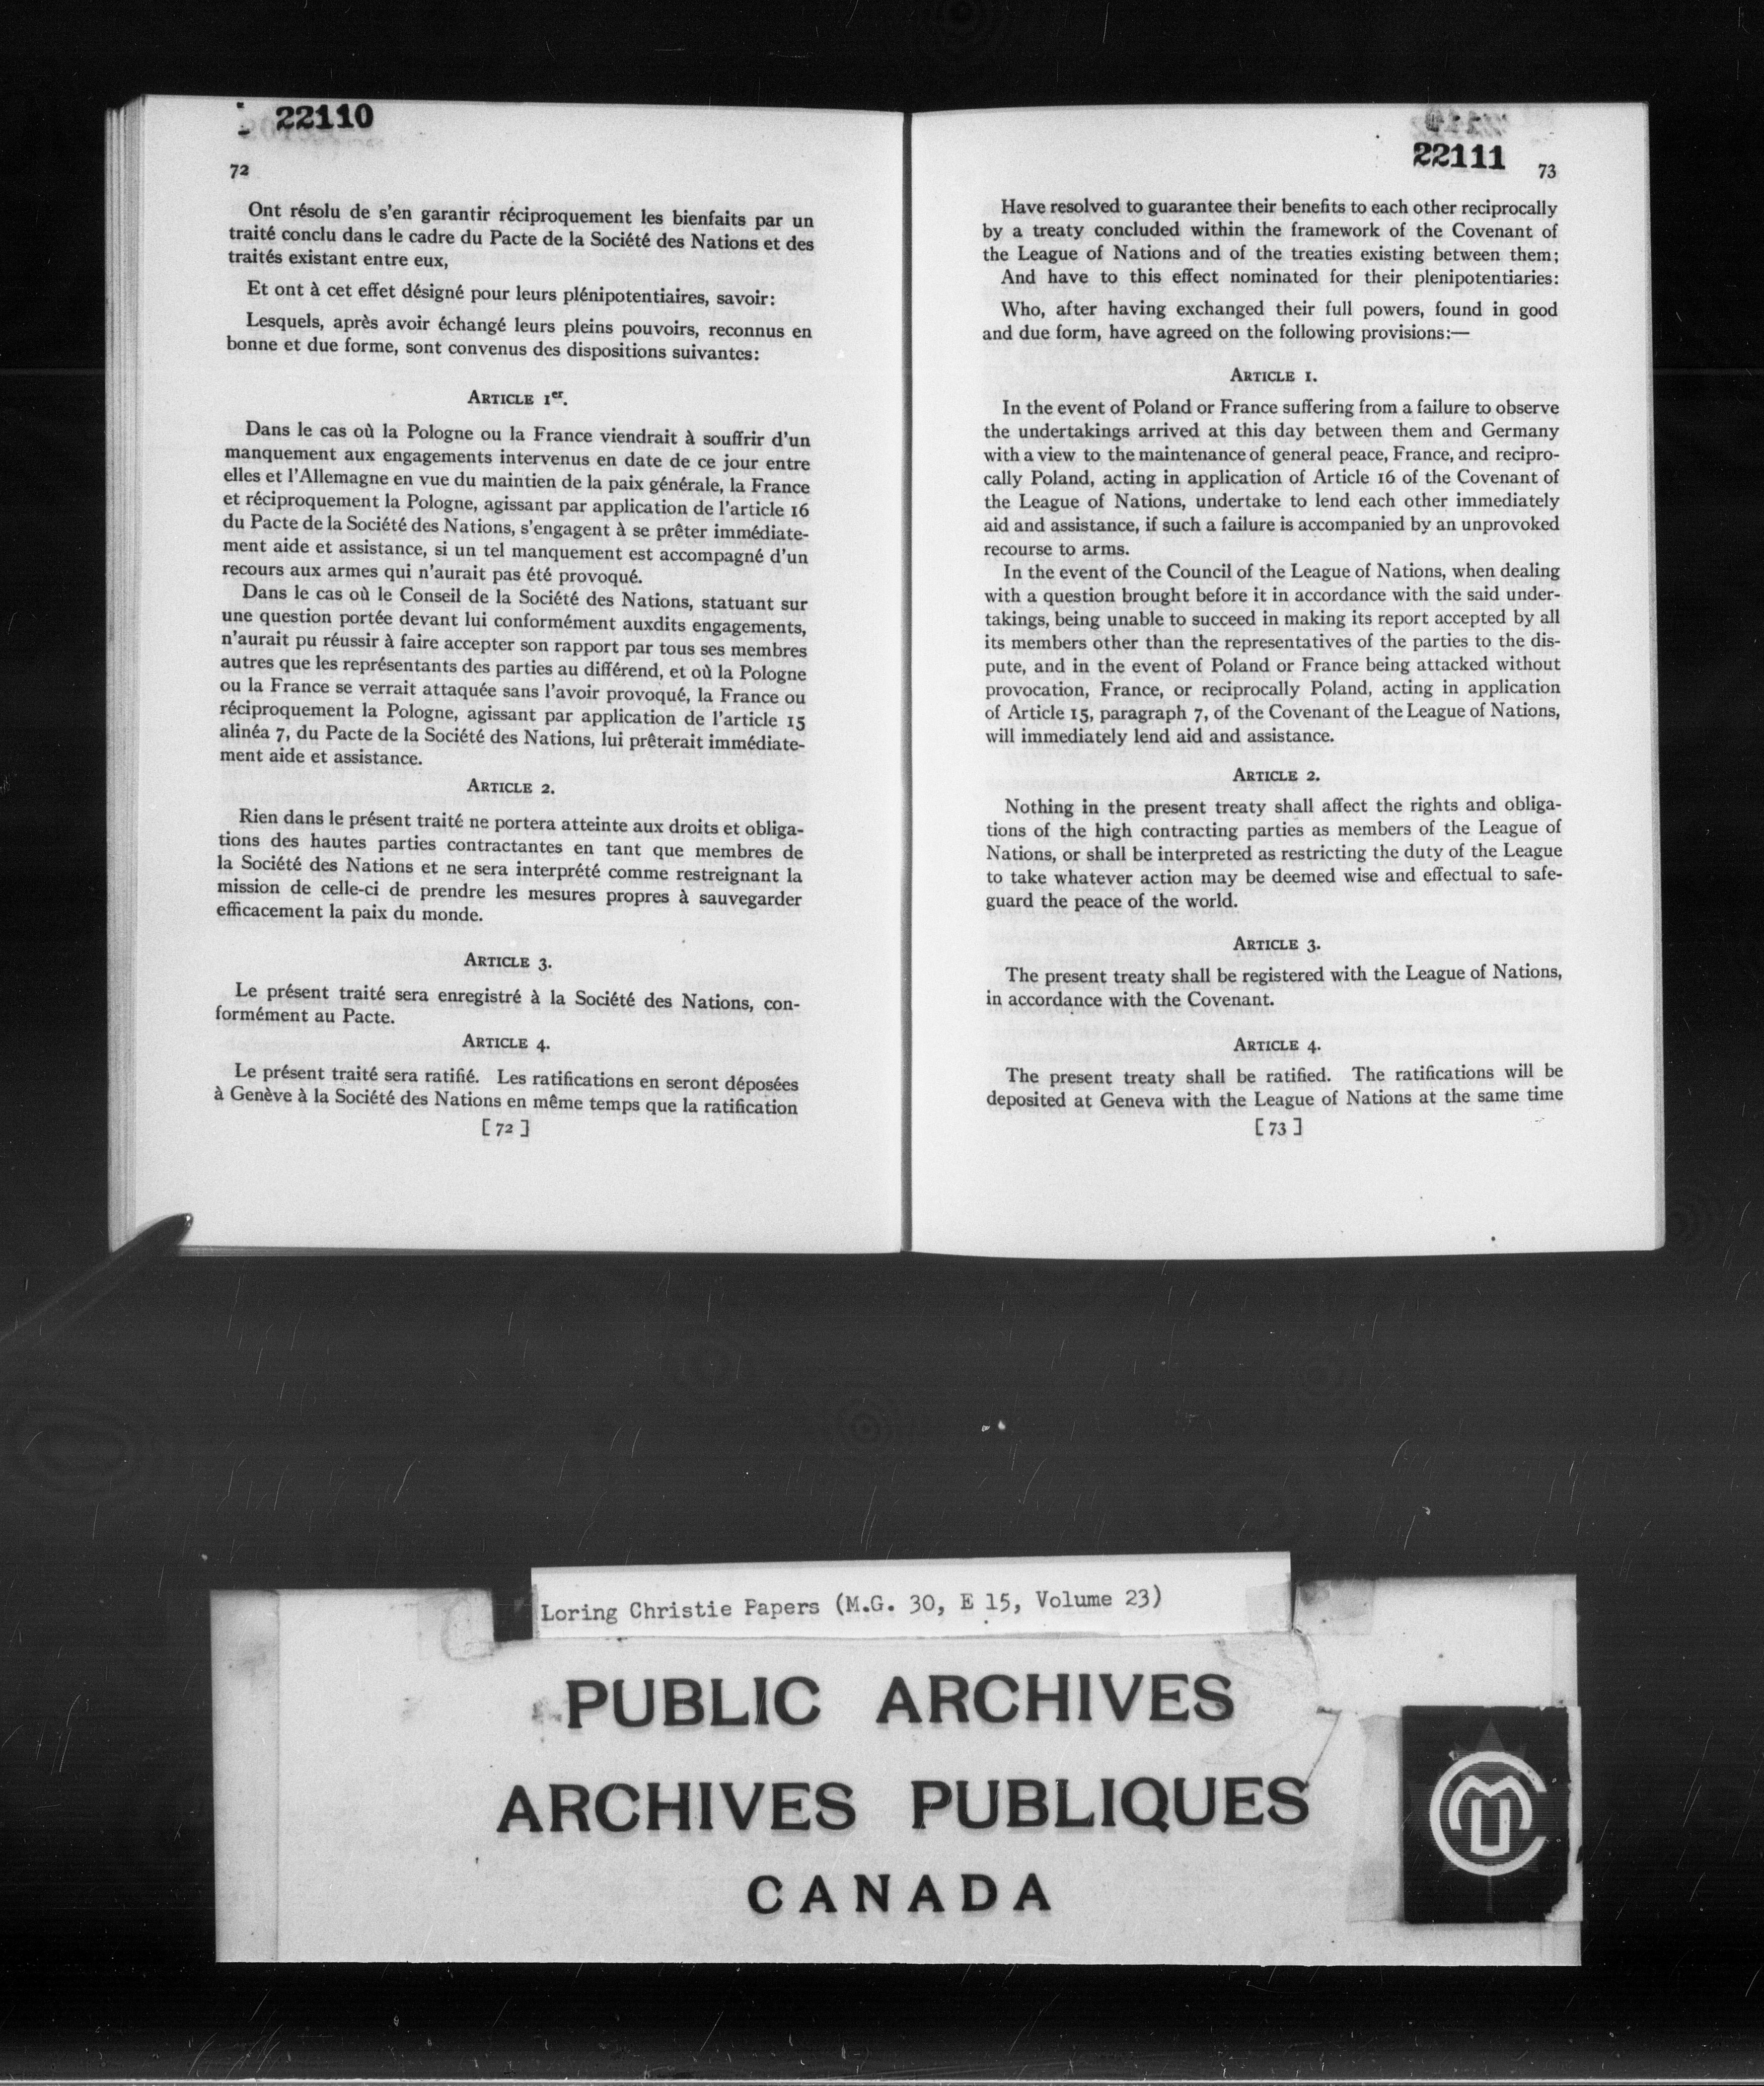 22110
72
Ont résolu de s'en garantir réciproquement les bienfaits par un
traité conclu dans le cadre du Pacte de la Société des Nations et des
traités existant entre eux,
Et ont à cet effet désigné pour leurs plénipotentiaires, savoir:
Lesquels, après avoir échangé leurs pleins pouvoirs, reconnus en
bonne et due forme, sont convenus des dispositions suivantes:
ARTICLE 1er.
Dans le cas où la Pologne ou la France viendrait à souffrir d'un
manquement aux engagements intervenus en date de ce jour entre
elles et l'Allemagne en vue du maintien de la paix générale, la France
et réciproquement la Pologne, agissant par application de l'article 16
du Pacte de la Société des Nations, s'engagent à se prêter immédiate-
ment aide et assistance, si un tel manquement est accompagné d'un
recours aux armes qui n'aurait pas été provoqué.
Dans le cas où le Conseil de la Société des Nations, statuant sur
une question portée devant lui conformément auxdits engagements,
n'aurait pu réussir à faire accepter son rapport par tous ses membres
autres que les représentants des parties au différend, et où la Pologne
ou la France se verrait attaquée sans l'avoir provoqué, la France ou
réciproquement la Pologne, agissant par application de l'article 15
alinéa 7, du Pacte de la Société des Nations, lui prêterait immédiate-
ment aide et assistance.
ARTICLE 2.
Rien dans le présent traité ne portera atteinte aux droits et obliga-
tions des hautes parties contractantes en tant que membres de
la Société des Nations et ne sera interprété comme restreignant la
mission de celle-ci de prendre les mesures propres à sauvegarder
efficacement la paix du monde.
ARTICLE 3.
Le présent traité sera enregistré à la Société des Nations, con-
formément au Pacte.
ARTICLE 4.
Le présent traité sera ratifié. Les ratifications en seront déposées
à Genève à la Société des Nations en même temps que la ratification
[ 72 ]
22111
73
Have resolved to guarantee their benefits to each other reciprocally
by a treaty concluded within the framework of the Covenant of
the League of Nations and of the treaties existing between them;
And have to this effect nominated for their plenipotentiaries:
Who, after having exchanged their full powers, found in good
and due form, have agreed on the following provisions:—
ARTICLE 1.
In the event of Poland or France suffering from a failure to observe
the undertakings arrived at this day between them and Germany
with a view to the maintenance of general peace, France, and recipro-
cally Poland, acting in application of Article 16 of the Covenant of
the League of Nations, undertake to lend each other immediately
aid and assistance, if such a failure is accompanied by an unprovoked
recourse to arms.
In the event of the Council of the League of Nations, when dealing
with a question brought before it in accordance with the said under-
takings, being unable to succeed in making its report accepted by all
its members other than the representatives of the parties to the dis-
pute, and in the event of Poland or France being attacked without
provocation, France, or reciprocally Poland, acting in application
of Article 15, paragraph 7, of the Covenant of the League of Nations,
will immediately lend aid and assistance.
ARTICLE 2.
Nothing in the present treaty shall affect the rights and obliga-
tions of the high contracting parties as members of the League of
Nations, or shall be interpreted as restricting the duty of the League
to take whatever action may be deemed wise and effectual to safe-
guard the peace of the world.
ARTICLE 3.
The present treaty shall be registered with the League of Nations,
in accordance with the Covenant.
ARTICLE 4.
The present treaty shall be ratified. The ratifications will be
deposited at Geneva with the League of Nations at the same time
[ 73 ]
Loring Christie Papers (M.G. 30, E 15, Volume 23)
PUBLIC ARCHIVES
ARCHIVES PUBLIQUES
CANADA